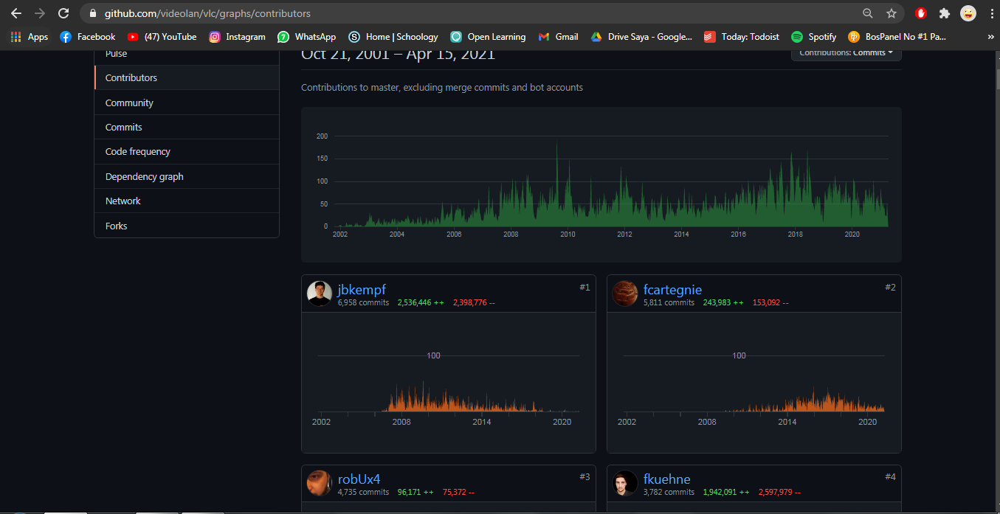 github.com/videolan/vlc/graphs/contributors
Apps Facebook (47) YouTube Instagram WhatsApp Home | Schoology Open Learning Gmail Drive Saya - Google... Today: Todoist Spotify BosPanel No #1 Pa... »
Pulse
Contributors
Community
Commits
Code frequency
Dependency graph
Network
Forks
Oct 21, 2001 – Apr 15, 2021
Contributions: Commits
Contributions to master, excluding merge commits and bot accounts
200
150
100
50
0
2002 2004 2006 2008 2010 2012 2014 2016 2018 2020
jbkempf #1
6,958 commits 2,536,446 ++ 2,398,776 --
100
2002 2008 2014 2020
fcartegnie #2
5,811 commits 243,983 ++ 153,092 --
100
2002 2008 2014 2020
robUx4 #3
4,735 commits 96,171 ++ 75,372 --
fkuehne #4
3,782 commits 1,942,091 ++ 2,597,979 --